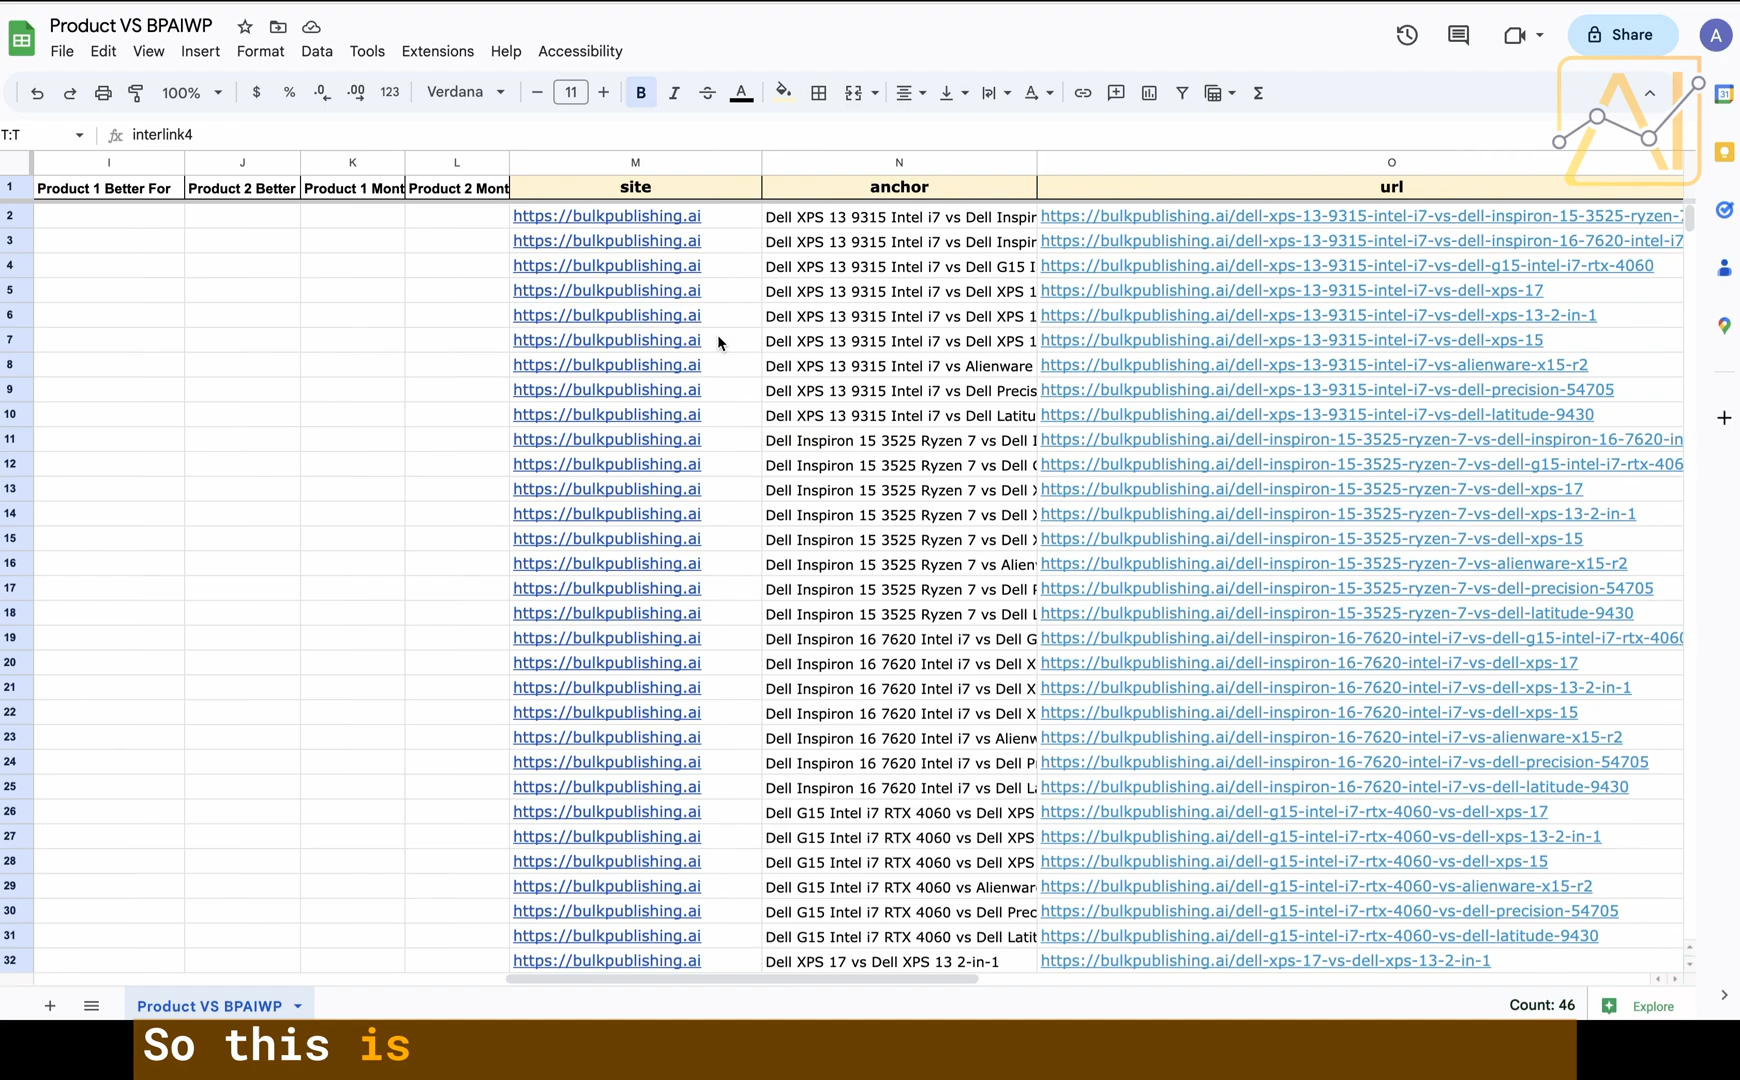 Product VS BPAIWP
File Edit View Insert Format Data Tools Extensions Help Accessibility
Share
A
100% $ % .0 .00 123 Verdana 11 B I A Σ
31
AI
T:T fx interlink4
I J K L M N O
1 Product 1 Better For Product 2 Better Product 1 Mont Product 2 Mont site anchor url
2 https://bulkpublishing.ai Dell XPS 13 9315 Intel i7 vs Dell Inspir https://bulkpublishing.ai/dell-xps-13-9315-intel-i7-vs-dell-inspiron-15-3525-ryzen-7
3 https://bulkpublishing.ai Dell XPS 13 9315 Intel i7 vs Dell Inspir https://bulkpublishing.ai/dell-xps-13-9315-intel-i7-vs-dell-inspiron-16-7620-intel-i7
4 https://bulkpublishing.ai Dell XPS 13 9315 Intel i7 vs Dell G15 I https://bulkpublishing.ai/dell-xps-13-9315-intel-i7-vs-dell-g15-intel-i7-rtx-4060
5 https://bulkpublishing.ai Dell XPS 13 9315 Intel i7 vs Dell XPS 1 https://bulkpublishing.ai/dell-xps-13-9315-intel-i7-vs-dell-xps-17
6 https://bulkpublishing.ai Dell XPS 13 9315 Intel i7 vs Dell XPS 1 https://bulkpublishing.ai/dell-xps-13-9315-intel-i7-vs-dell-xps-13-2-in-1
7 https://bulkpublishing.ai Dell XPS 13 9315 Intel i7 vs Dell XPS 1 https://bulkpublishing.ai/dell-xps-13-9315-intel-i7-vs-dell-xps-15
8 https://bulkpublishing.ai Dell XPS 13 9315 Intel i7 vs Alienware https://bulkpublishing.ai/dell-xps-13-9315-intel-i7-vs-alienware-x15-r2
9 https://bulkpublishing.ai Dell XPS 13 9315 Intel i7 vs Dell Precis https://bulkpublishing.ai/dell-xps-13-9315-intel-i7-vs-dell-precision-54705
10 https://bulkpublishing.ai Dell XPS 13 9315 Intel i7 vs Dell Latitu https://bulkpublishing.ai/dell-xps-13-9315-intel-i7-vs-dell-latitude-9430
11 https://bulkpublishing.ai Dell Inspiron 15 3525 Ryzen 7 vs Dell I https://bulkpublishing.ai/dell-inspiron-15-3525-ryzen-7-vs-dell-inspiron-16-7620-in
12 https://bulkpublishing.ai Dell Inspiron 15 3525 Ryzen 7 vs Dell G https://bulkpublishing.ai/dell-inspiron-15-3525-ryzen-7-vs-dell-g15-intel-i7-rtx-406
13 https://bulkpublishing.ai Dell Inspiron 15 3525 Ryzen 7 vs Dell X https://bulkpublishing.ai/dell-inspiron-15-3525-ryzen-7-vs-dell-xps-17
14 https://bulkpublishing.ai Dell Inspiron 15 3525 Ryzen 7 vs Dell X https://bulkpublishing.ai/dell-inspiron-15-3525-ryzen-7-vs-dell-xps-13-2-in-1
15 https://bulkpublishing.ai Dell Inspiron 15 3525 Ryzen 7 vs Dell X https://bulkpublishing.ai/dell-inspiron-15-3525-ryzen-7-vs-dell-xps-15
16 https://bulkpublishing.ai Dell Inspiron 15 3525 Ryzen 7 vs Alien https://bulkpublishing.ai/dell-inspiron-15-3525-ryzen-7-vs-alienware-x15-r2
17 https://bulkpublishing.ai Dell Inspiron 15 3525 Ryzen 7 vs Dell P https://bulkpublishing.ai/dell-inspiron-15-3525-ryzen-7-vs-dell-precision-54705
18 https://bulkpublishing.ai Dell Inspiron 15 3525 Ryzen 7 vs Dell L https://bulkpublishing.ai/dell-inspiron-15-3525-ryzen-7-vs-dell-latitude-9430
19 https://bulkpublishing.ai Dell Inspiron 16 7620 Intel i7 vs Dell G https://bulkpublishing.ai/dell-inspiron-16-7620-intel-i7-vs-dell-g15-intel-i7-rtx-4060
20 https://bulkpublishing.ai Dell Inspiron 16 7620 Intel i7 vs Dell X https://bulkpublishing.ai/dell-inspiron-16-7620-intel-i7-vs-dell-xps-17
21 https://bulkpublishing.ai Dell Inspiron 16 7620 Intel i7 vs Dell X https://bulkpublishing.ai/dell-inspiron-16-7620-intel-i7-vs-dell-xps-13-2-in-1
22 https://bulkpublishing.ai Dell Inspiron 16 7620 Intel i7 vs Dell X https://bulkpublishing.ai/dell-inspiron-16-7620-intel-i7-vs-dell-xps-15
23 https://bulkpublishing.ai Dell Inspiron 16 7620 Intel i7 vs Alienw https://bulkpublishing.ai/dell-inspiron-16-7620-intel-i7-vs-alienware-x15-r2
24 https://bulkpublishing.ai Dell Inspiron 16 7620 Intel i7 vs Dell P https://bulkpublishing.ai/dell-inspiron-16-7620-intel-i7-vs-dell-precision-54705
25 https://bulkpublishing.ai Dell Inspiron 16 7620 Intel i7 vs Dell La https://bulkpublishing.ai/dell-inspiron-16-7620-intel-i7-vs-dell-latitude-9430
26 https://bulkpublishing.ai Dell G15 Intel i7 RTX 4060 vs Dell XPS https://bulkpublishing.ai/dell-g15-intel-i7-rtx-4060-vs-dell-xps-17
27 https://bulkpublishing.ai Dell G15 Intel i7 RTX 4060 vs Dell XPS https://bulkpublishing.ai/dell-g15-intel-i7-rtx-4060-vs-dell-xps-13-2-in-1
28 https://bulkpublishing.ai Dell G15 Intel i7 RTX 4060 vs Dell XPS https://bulkpublishing.ai/dell-g15-intel-i7-rtx-4060-vs-dell-xps-15
29 https://bulkpublishing.ai Dell G15 Intel i7 RTX 4060 vs Alienwar https://bulkpublishing.ai/dell-g15-intel-i7-rtx-4060-vs-alienware-x15-r2
30 https://bulkpublishing.ai Dell G15 Intel i7 RTX 4060 vs Dell Prec https://bulkpublishing.ai/dell-g15-intel-i7-rtx-4060-vs-dell-precision-54705
31 https://bulkpublishing.ai Dell G15 Intel i7 RTX 4060 vs Dell Latit https://bulkpublishing.ai/dell-g15-intel-i7-rtx-4060-vs-dell-latitude-9430
32 https://bulkpublishing.ai Dell XPS 17 vs Dell XPS 13 2-in-1 https://bulkpublishing.ai/dell-xps-17-vs-dell-xps-13-2-in-1
Product VS BPAIWP Count: 46 Explore
So this is